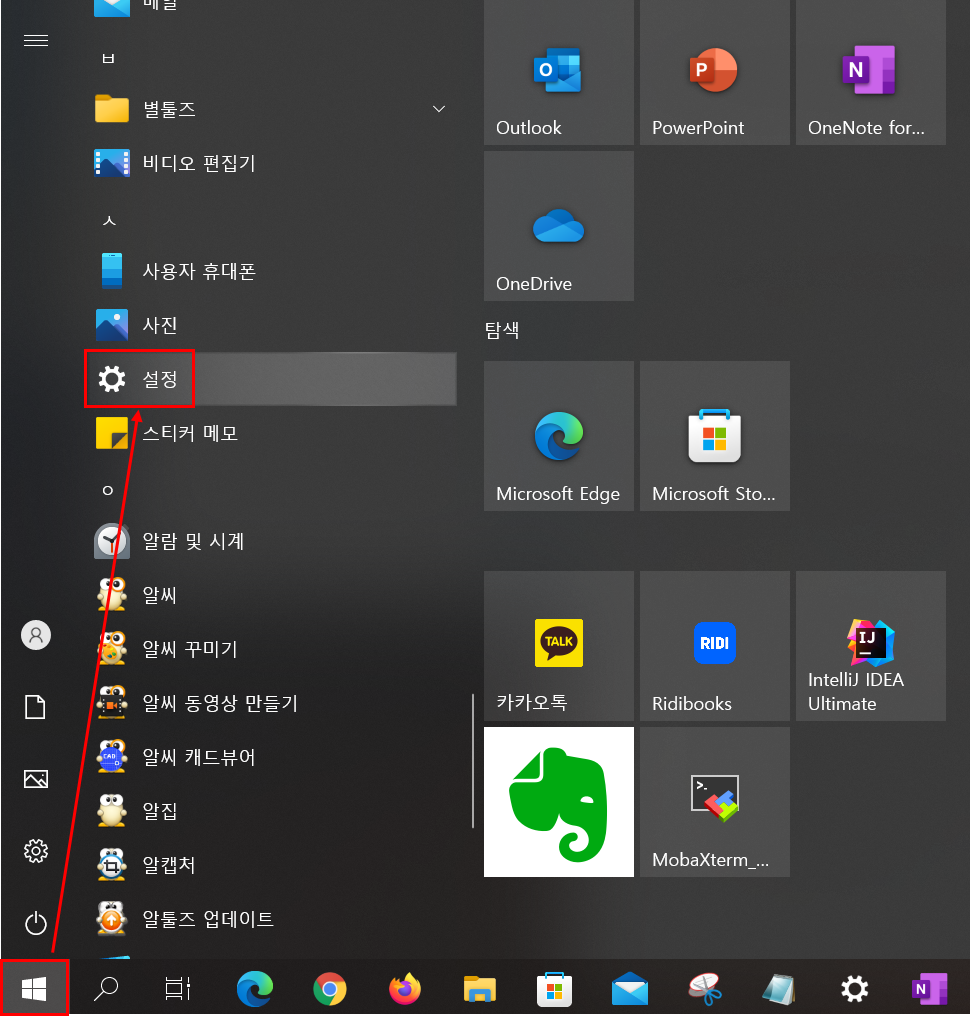 메일
ㅂ
별툴즈
비디오 편집기
ㅅ
사용자 휴대폰
사진
설정
스티커 메모
ㅇ
알람 및 시계
알씨
알씨 꾸미기
알씨 동영상 만들기
CAD
알씨 캐드뷰어
알집
알캡처
알툴즈 업데이트
O
Outlook
P
PowerPoint
N
OneNote for...
OneDrive
탐색
Microsoft Edge
Microsoft Sto...
TALK
카카오톡
RIDI
Ridibooks
IJ
IntelliJ IDEA
Ultimate
>_
MobaXterm_...
N